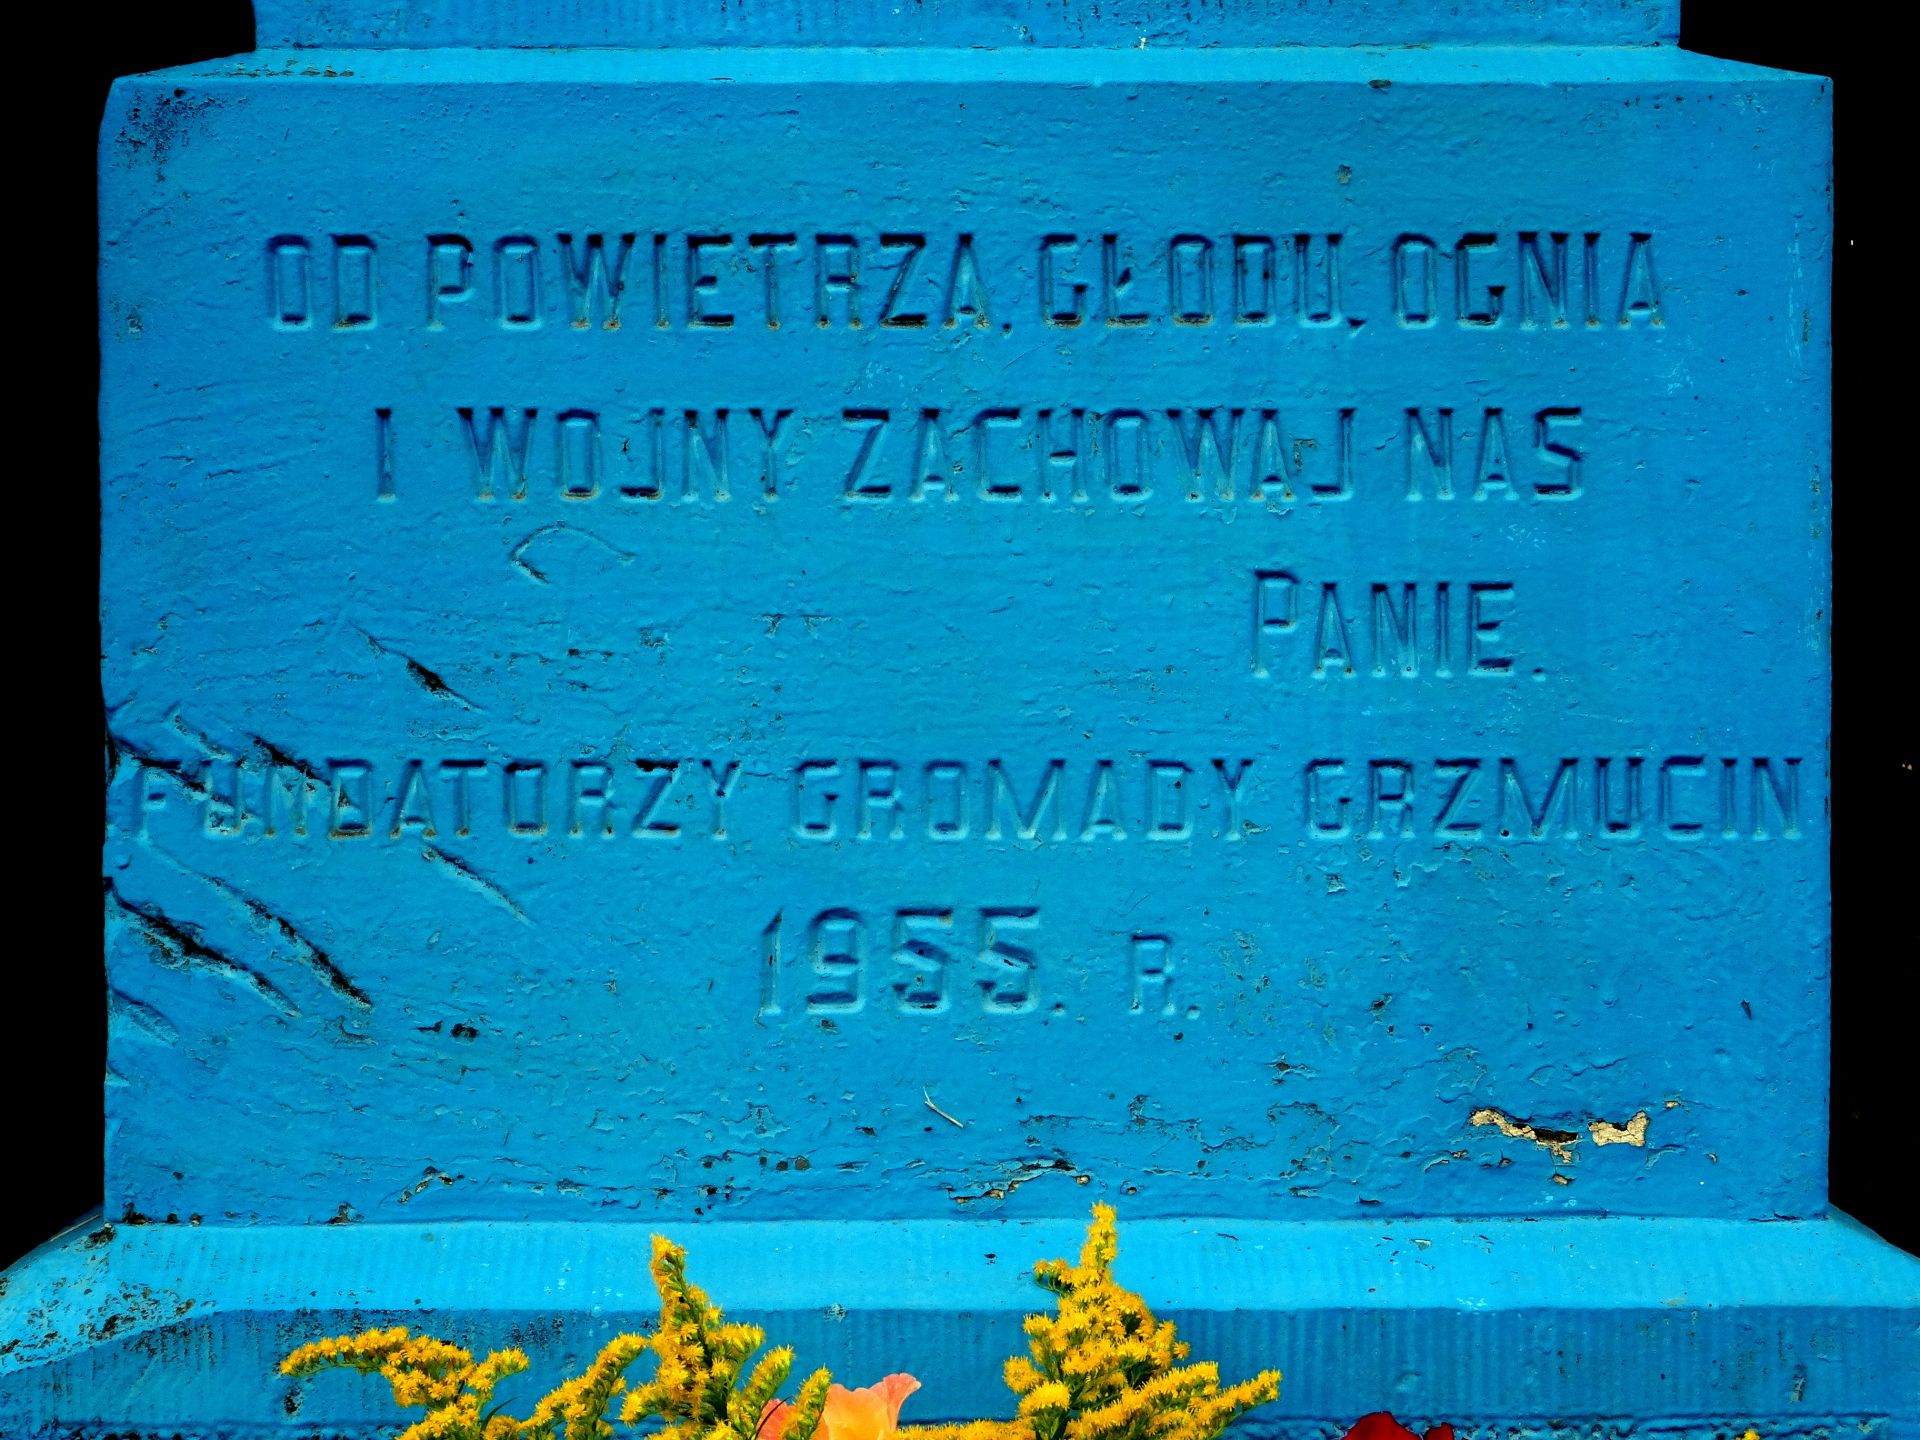 OD POWIETRZA, GŁODU, OGNIA
I WOJNY ZACHOWAJ NAS
PANIE.
FUNDATORZY GROMADY GRZMUCIN
1955. R.